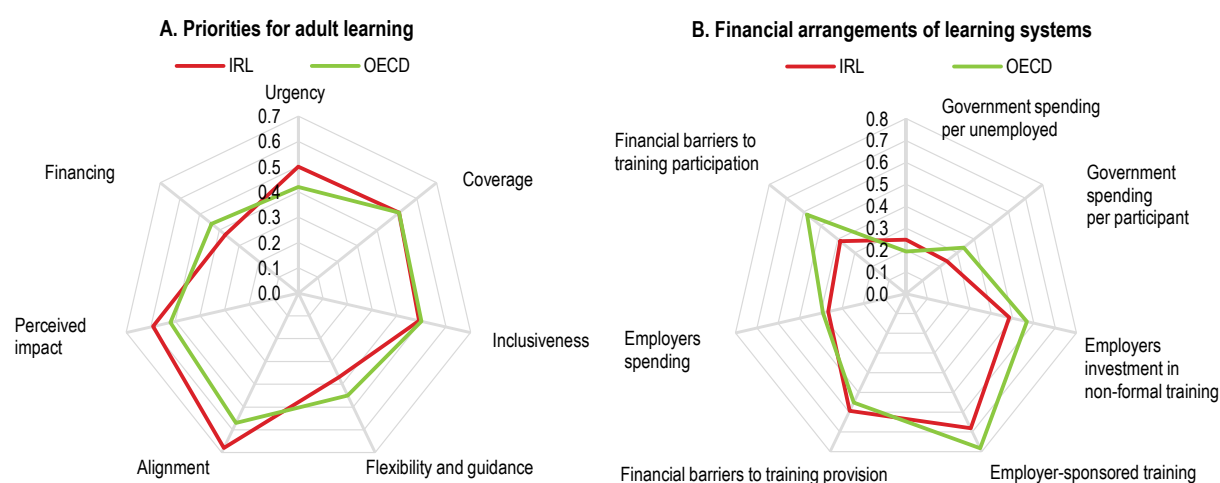 A. Priorities for adult learning
IRL
OECD
Urgency
0.7
0.6
0.5
0.4
0.3
0.2
0.1
0.0
Coverage
Inclusiveness
Flexibility and guidance
Alignment
Perceived
impact
Financing
B. Financial arrangements of learning systems
IRL
OECD
Government spending
per unemployed
0.8
0.7
0.6
0.5
0.4
0.3
0.2
0.1
0.0
Government
spending
per participant
Employers
investment in
non-formal training
Employer-sponsored training
Financial barriers to training provision
Employers
spending
Financial barriers to
training participation